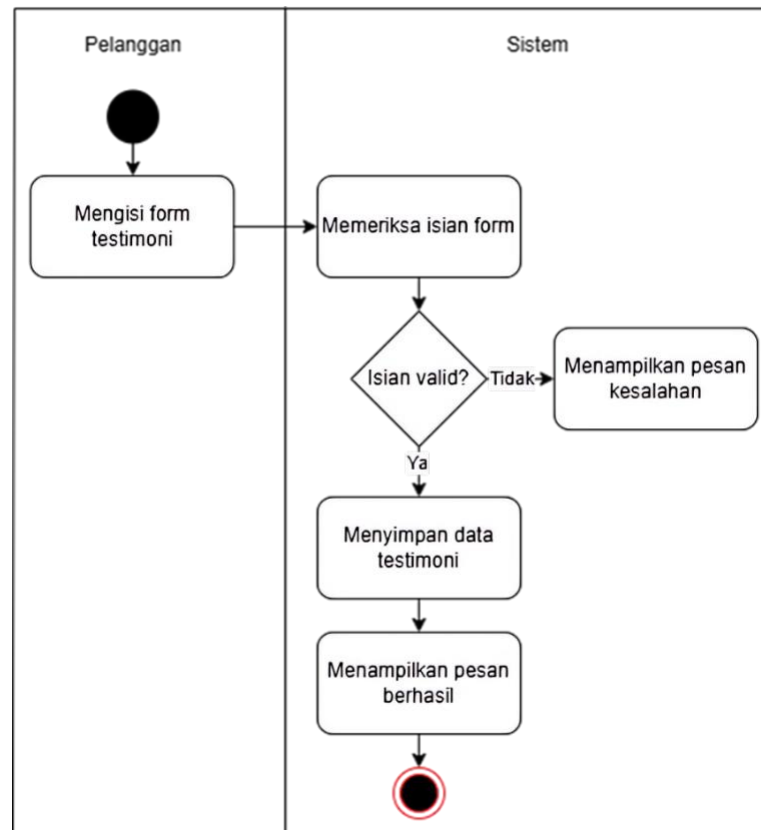 Pelanggan
Sistem
Mengisi form
testimoni
Memeriksa isian form
Isian valid?
Tidak
Menampilkan pesan
kesalahan
Ya
Menyimpan data
testimoni
Menampilkan pesan
berhasil